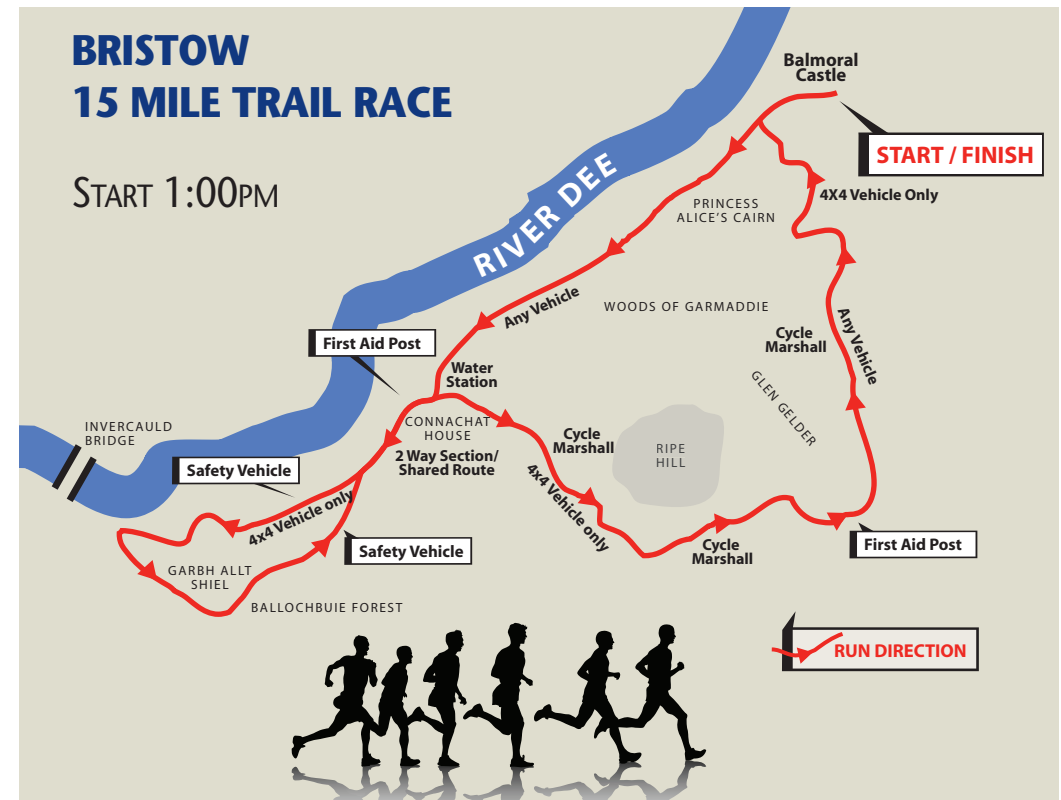 BRISTOW
15 MILE TRAIL RACE
START 1:00PM
Balmoral
Castle
START / FINISH
RIVER DEE
PRINCESS
ALICE'S CAIRN
4X4 Vehicle Only
Any Vehicle
WOODS OF GARMADDIE
First Aid Post
Water
Station
Cycle
Marshall
Any Vehicle
GLEN GELDER
INVERCAULD
BRIDGE
CONNACHAT
HOUSE
2 Way Section/
Shared Route
Safety Vehicle
4x4 Vehicle only
Cycle
Marshall
RIPE
HILL
4x4 Vehicle only
Safety Vehicle
Cycle
Marshall
First Aid Post
GARBH ALLT
SHIEL
BALLOCHBUIE FOREST
RUN DIRECTION